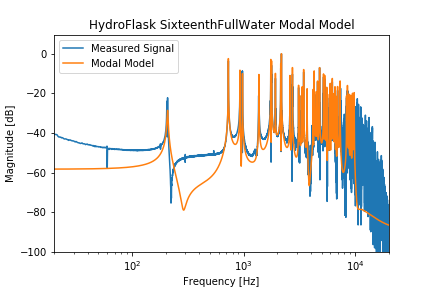 HydroFlask SixteenthFullWater Modal Model
Measured Signal
Modal Model
Magnitude [dB]
0
−20
−40
−60
−80
−100
10² 10³ 10⁴
Frequency [Hz]